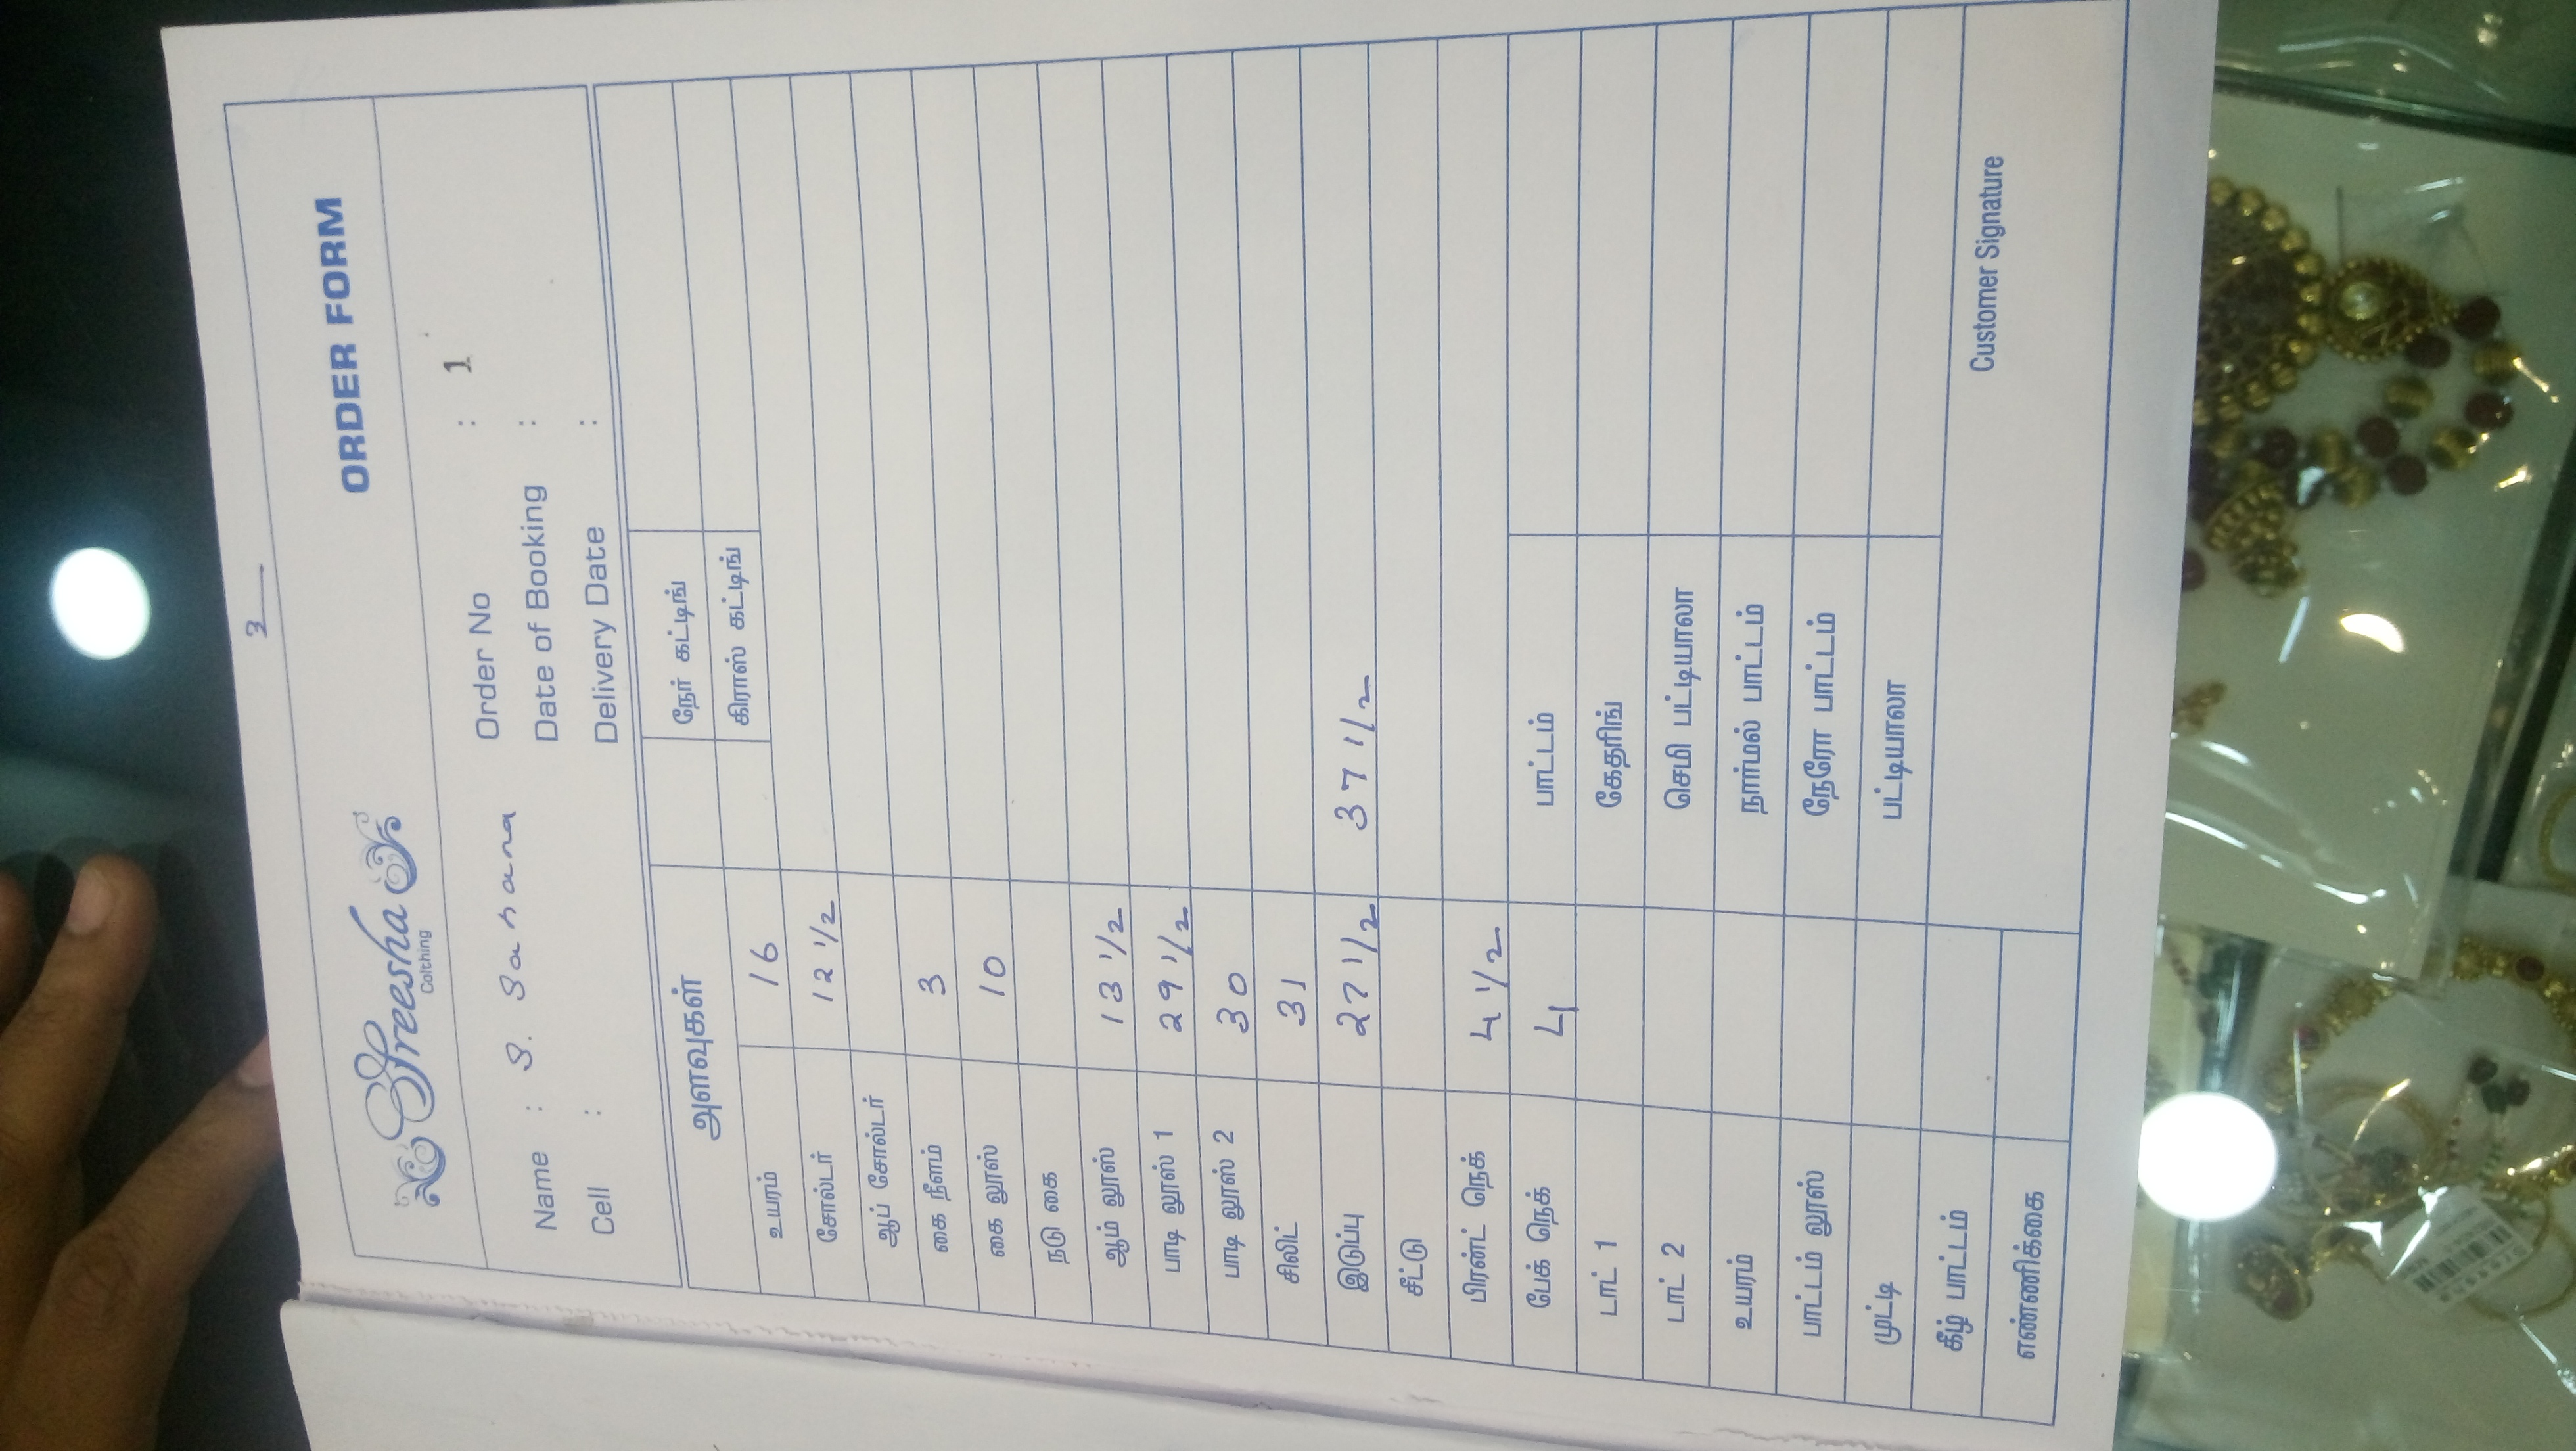 3
Sreesha
Colthing
ORDER FORM
Name : S. Sahana
Order No : 1
Cell :
Date of Booking :
Delivery Date :
அளவுகள்
நேர் கட்டிங்
கிராஸ் கட்டிங்
உயரம் 16
சோல்டர் 12 1/2
ஆப் சோல்டர்
கை நீளம் 3
கை லூஸ் 10
நடு கை
ஆம் லூஸ் 13 1/2
பாடி லூஸ் 1 29 1/2
பாடி லூஸ் 2 30
சிலிட் 31
இடுப்பு 27 1/2 37 1/2
சீட்டு
பிரன்ட் நெக் 4 1/2
பேக் நெக் 4 பாட்டம்
டாட் 1 கேதரிங்
டாட் 2 செமி பட்டியாலா
உயரம் நார்மல் பாட்டம்
பாட்டம் லூஸ் நேரோ பாட்டம்
முட்டி பட்டியாலா
கீழ் பாட்டம்
எண்ணிக்கை
Customer Signature